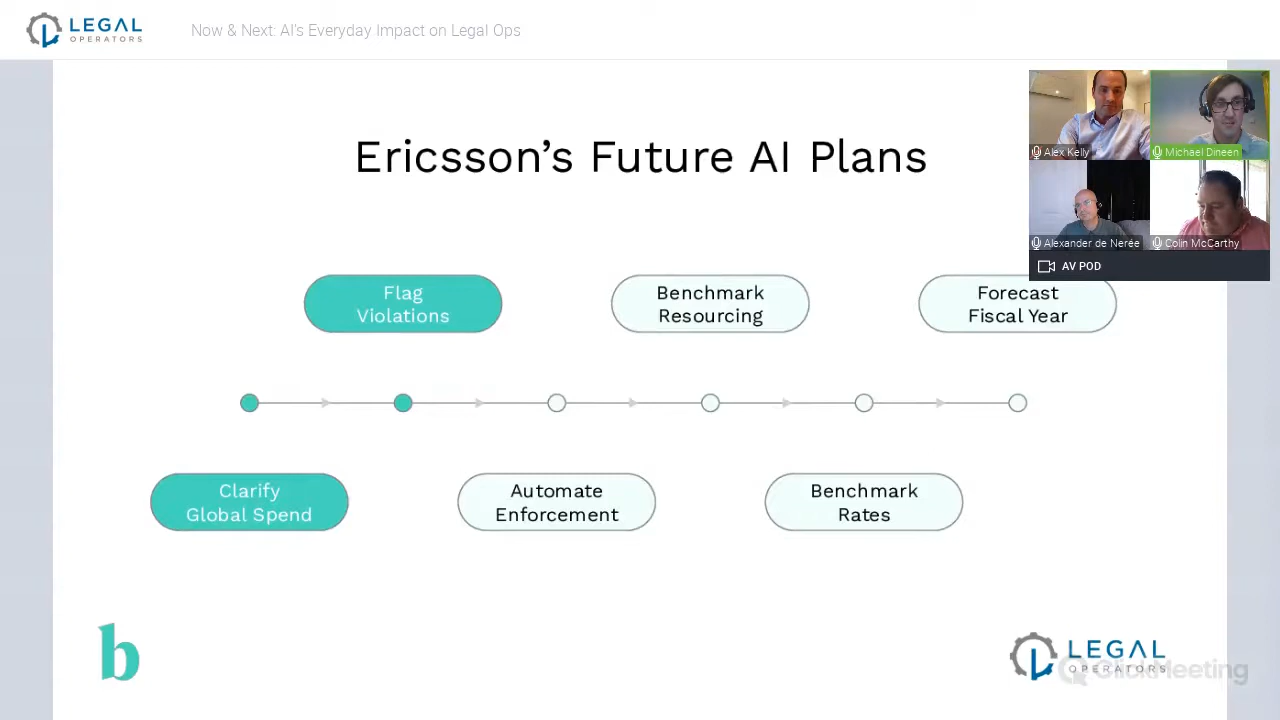 LEGAL
OPERATORS
Now & Next: AI's Everyday Impact on Legal Ops
Ericsson's Future AI Plans
Alex Kelly
Michael Dineen
Alexander de Nerée
Colin McCarthy
AV POD
Flag
Violations
Benchmark
Resourcing
Forecast
Fiscal Year
Clarify
Global Spend
Automate
Enforcement
Benchmark
Rates
b
LEGAL
OPERATORS
ClickMeeting